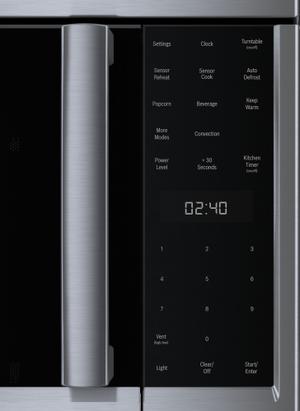 Settings Clock Turntable
(on/off)
Sensor Sensor Auto
Reheat Cook Defrost
Popcorn Beverage Keep
Warm
More Convection
Modes
Power + 30 Kitchen
Level Seconds Timer
(on/off)
02:40
1 2 3
4 5 6
7 8 9
Vent 0
Light Clear/ Start/
Off Enter